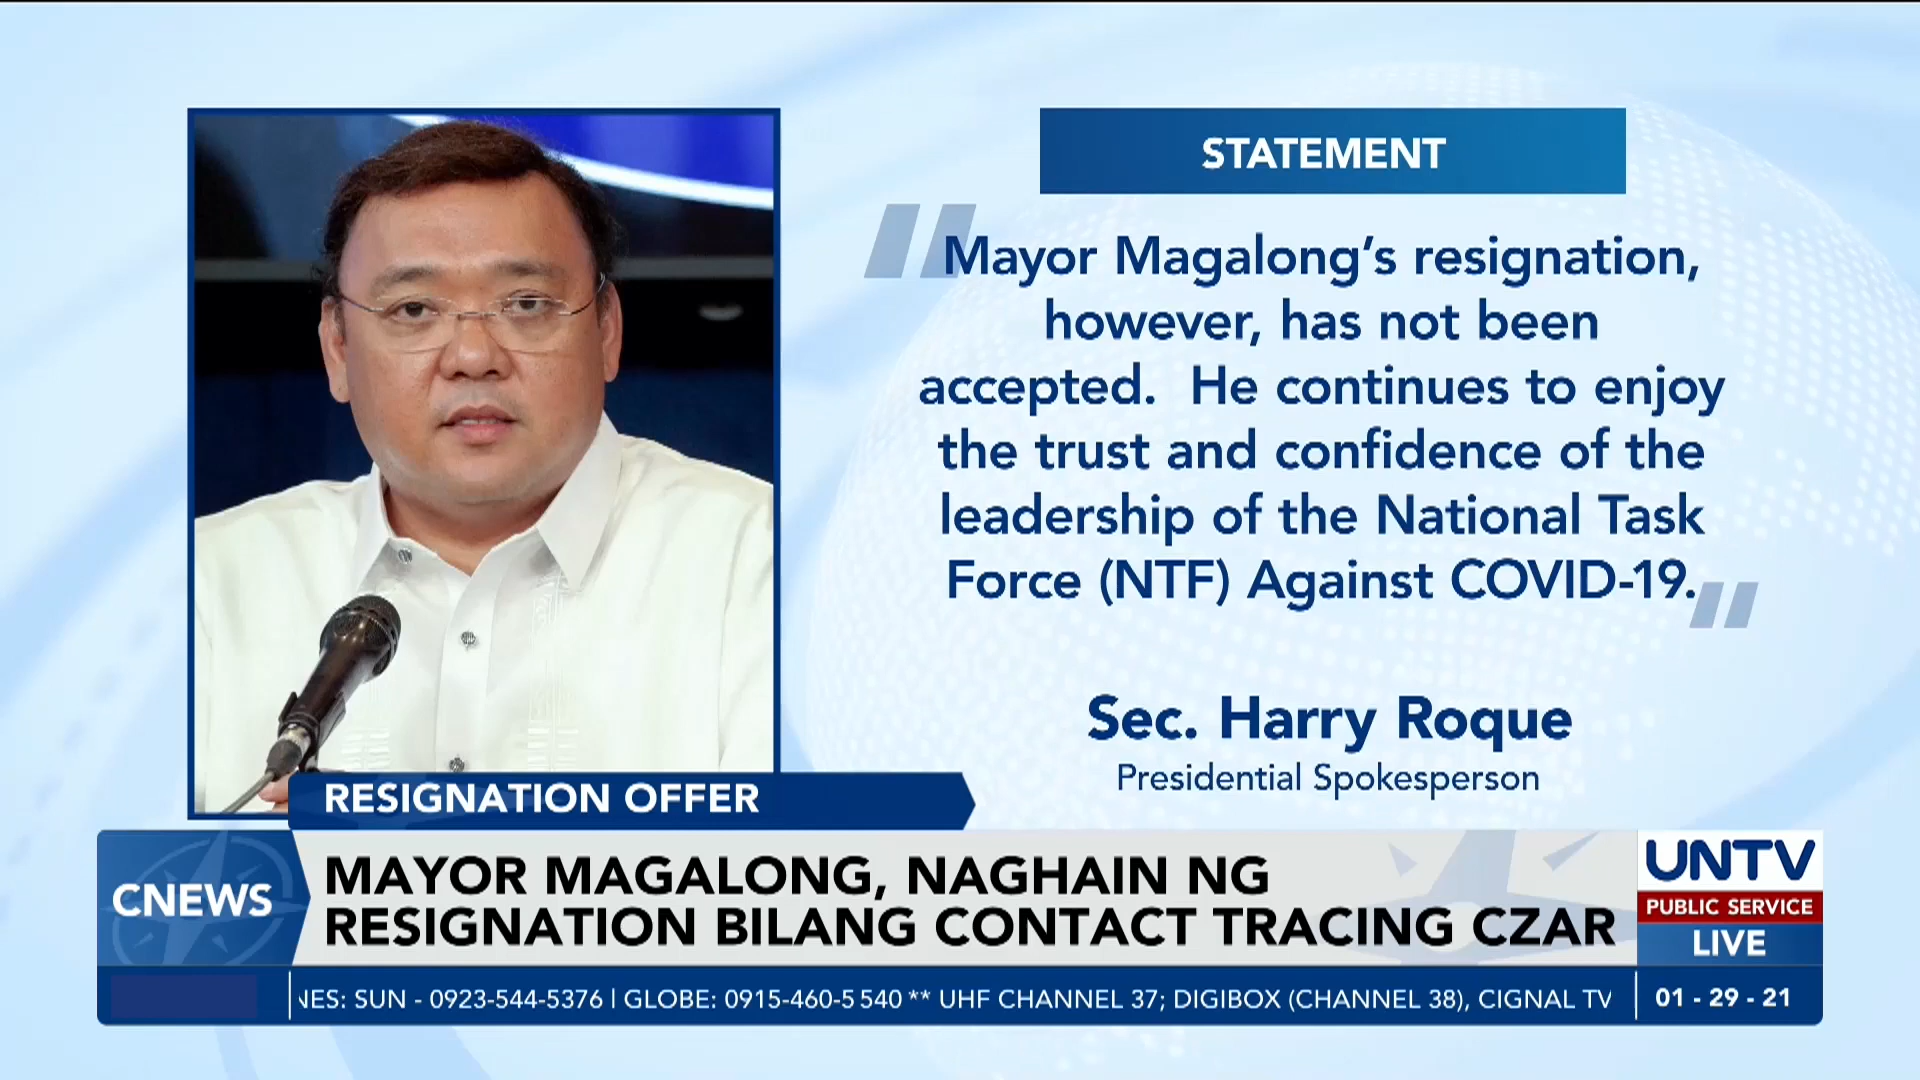 STATEMENT
Mayor Magalong’s resignation,
however, has not been
accepted.  He continues to enjoy
the trust and confidence of the
leadership of the National Task
Force (NTF) Against COVID-19.
Sec. Harry Roque
Presidential Spokesperson
RESIGNATION OFFER
CNEWS
MAYOR MAGALONG, NAGHAIN NG
RESIGNATION BILANG CONTACT TRACING CZAR
UNTV
PUBLIC SERVICE
LIVE
SUN - 0923-544-5376 | GLOBE: 0915-460-5540 ** UHF CHANNEL 37; DIGIBOX (CHANNEL 38), CIGNAL TV
01 - 29 - 21